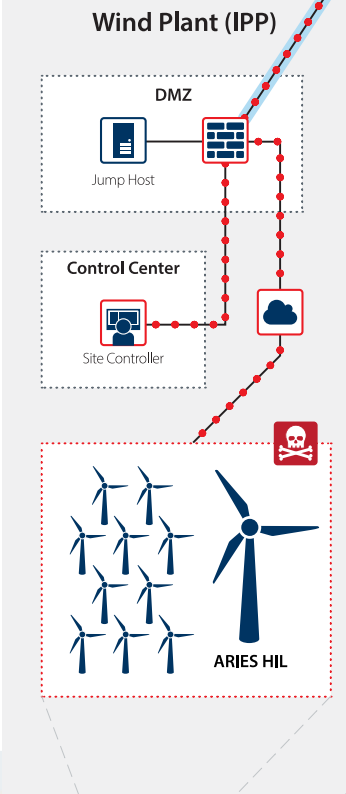 Wind Plant (IPP)
DMZ
Jump Host
Control Center
Site Controller
ARIES HIL